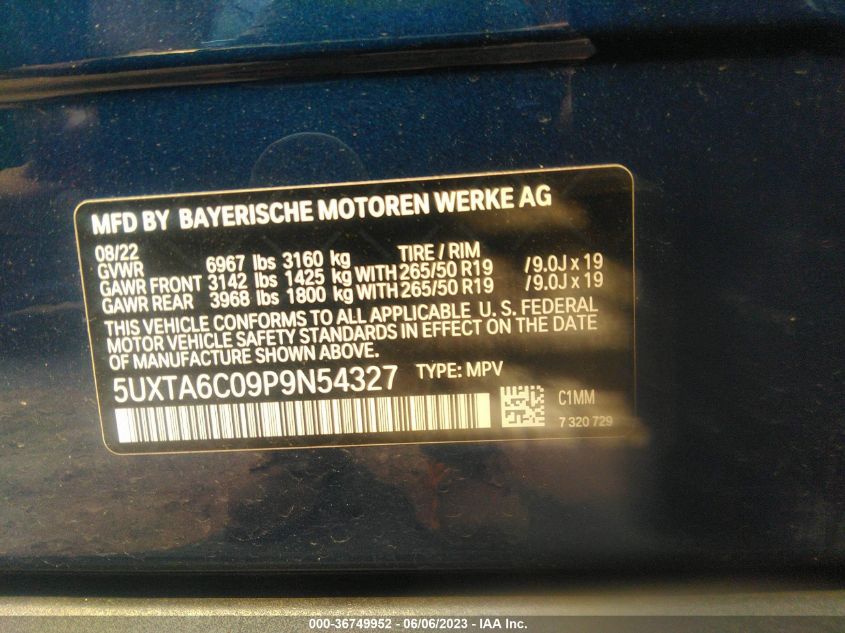 MFD BY BAYERISCHE MOTOREN WERKE AG
08/22 TIRE / RIM
GVWR 6967 lbs 3160 kg
GAWR FRONT 3142 lbs 1425 kg WITH 265/50 R19 /9.0J x 19
GAWR REAR 3968 lbs 1800 kg WITH 265/50 R19 /9.0J x 19
THIS VEHICLE CONFORMS TO ALL APPLICABLE U. S. FEDERAL
MOTOR VEHICLE SAFETY STANDARDS IN EFFECT ON THE DATE
OF MANUFACTURE SHOWN ABOVE.
5UXTA6C09P9N54327 TYPE: MPV
C1MM
7 320 729
000-36749952 - 06/06/2023 - IAA Inc.